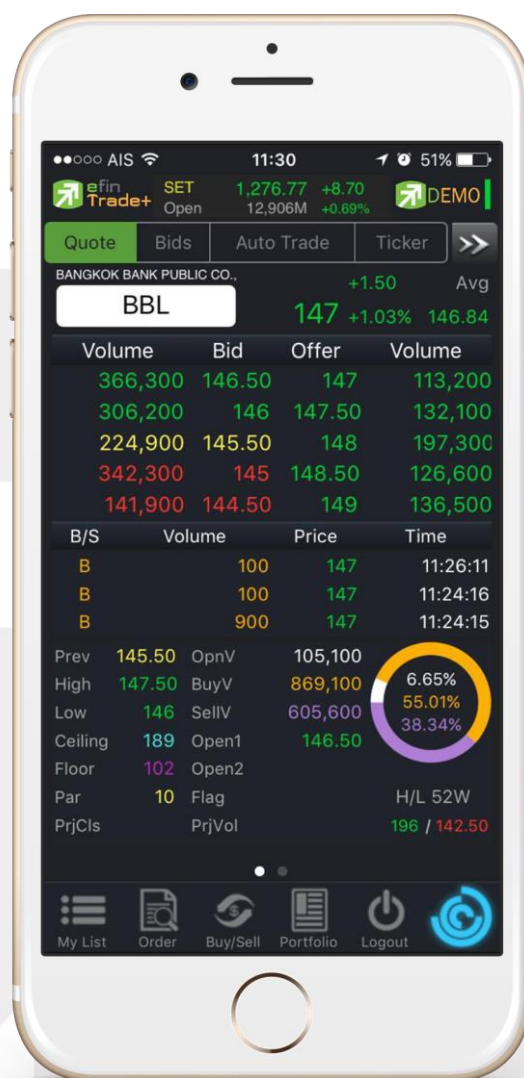 AIS 11:30 51%
efin Trade+ SET 1,276.77 +8.70 DEMO
Open 12,906M +0.69%
Quote Bids Auto Trade Ticker >>
BANGKOK BANK PUBLIC CO., +1.50 Avg
BBL 147 +1.03% 146.84
Volume Bid Offer Volume
366,300 146.50 147 113,200
306,200 146 147.50 132,100
224,900 145.50 148 197,300
342,300 145 148.50 126,600
141,900 144.50 149 136,500
B/S Volume Price Time
B 100 147 11:26:11
B 100 147 11:24:16
B 900 147 11:24:15
Prev 145.50 OpnV 105,100
High 147.50 BuyV 869,100 6.65%
Low 146 SellV 605,600 55.01%
38.34%
Ceiling 189 Open1 146.50
Floor 102 Open2
Par 10 Flag H/L 52W
PrjCls PrjVol 196 / 142.50
My List Order Buy/Sell Portfolio Logout